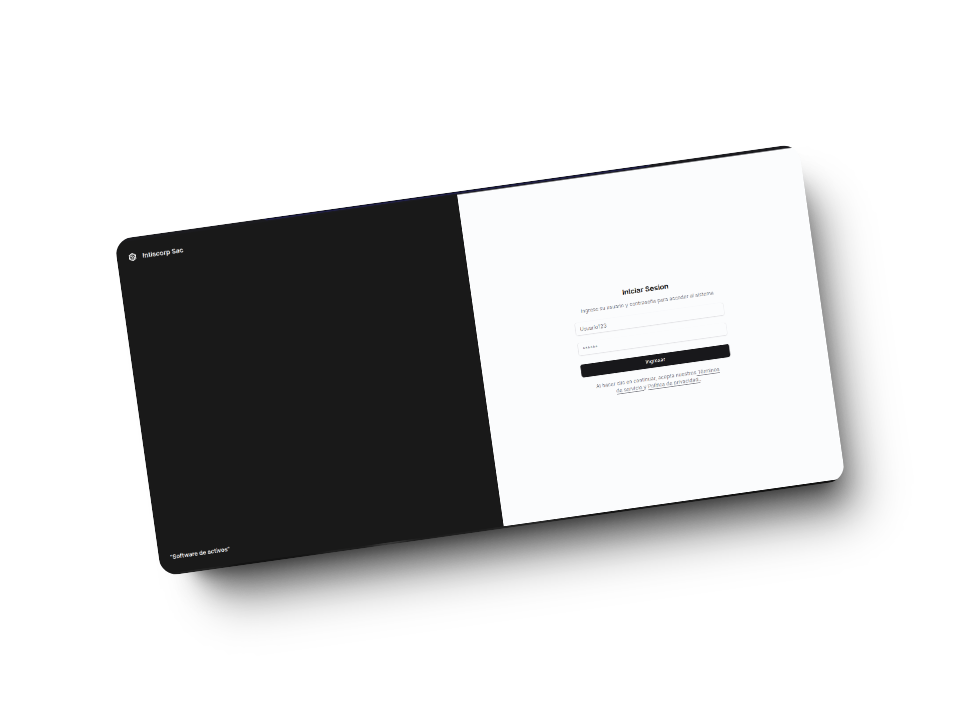 Intiscorp Sac
Iniciar Sesion
Ingrese su usuario y contraseña para acceder al sistema
Usuario123
Ingresar
Al hacer clic en continuar, acepta nuestros Términos
de servicio y Política de privacidad.
"Software de activos"